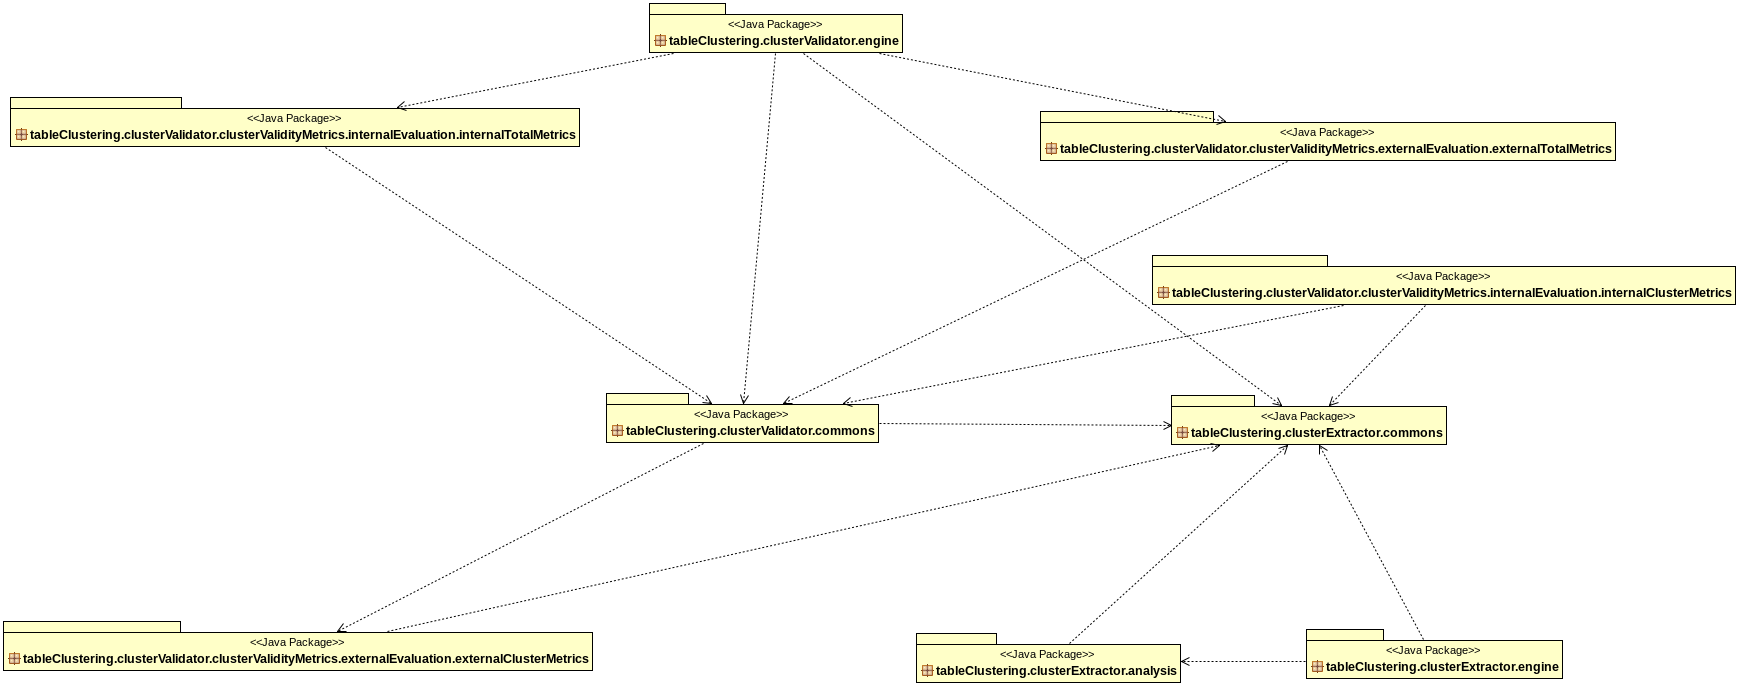 <<Java Package>>
tableClustering.clusterValidator.engine
<<Java Package>>
tableClustering.clusterValidator.clusterValidityMetrics.internalEvaluation.internalTotalMetrics
<<Java Package>>
tableClustering.clusterValidator.clusterValidityMetrics.externalEvaluation.externalTotalMetrics
<<Java Package>>
tableClustering.clusterValidator.clusterValidityMetrics.internalEvaluation.internalClusterMetrics
<<Java Package>>
tableClustering.clusterValidator.commons
<<Java Package>>
tableClustering.clusterExtractor.commons
<<Java Package>>
tableClustering.clusterValidator.clusterValidityMetrics.externalEvaluation.externalClusterMetrics
<<Java Package>>
tableClustering.clusterExtractor.analysis
<<Java Package>>
tableClustering.clusterExtractor.engine